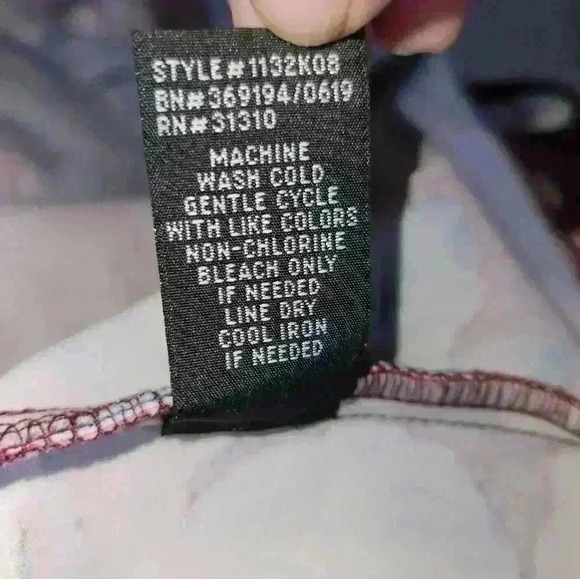 STYLE#1132K08
BN#369194/0619
RN#31310
MACHINE
WASH COLD
GENTLE CYCLE
WITH LIKE COLORS
NON-CHLORINE
BLEACH ONLY
IF NEEDED
LINE DRY
COOL IRON
IF NEEDED